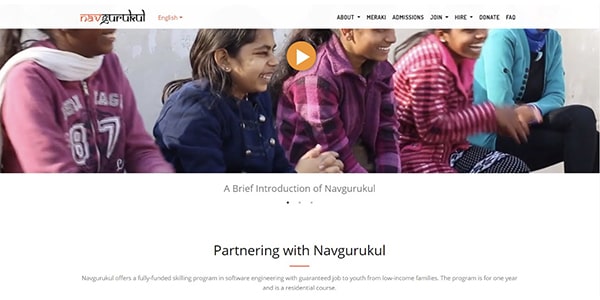 navgurukul English ABOUT MERAKI ADMISSIONS JOIN HIRE DONATE FAQ
87
A Brief Introduction of Navgurukul
Partnering with Navgurukul
Navgurukul offers a fully-funded skilling program in software engineering with guaranteed job to youth from low-income families. The program is for one year
and is a residential course.